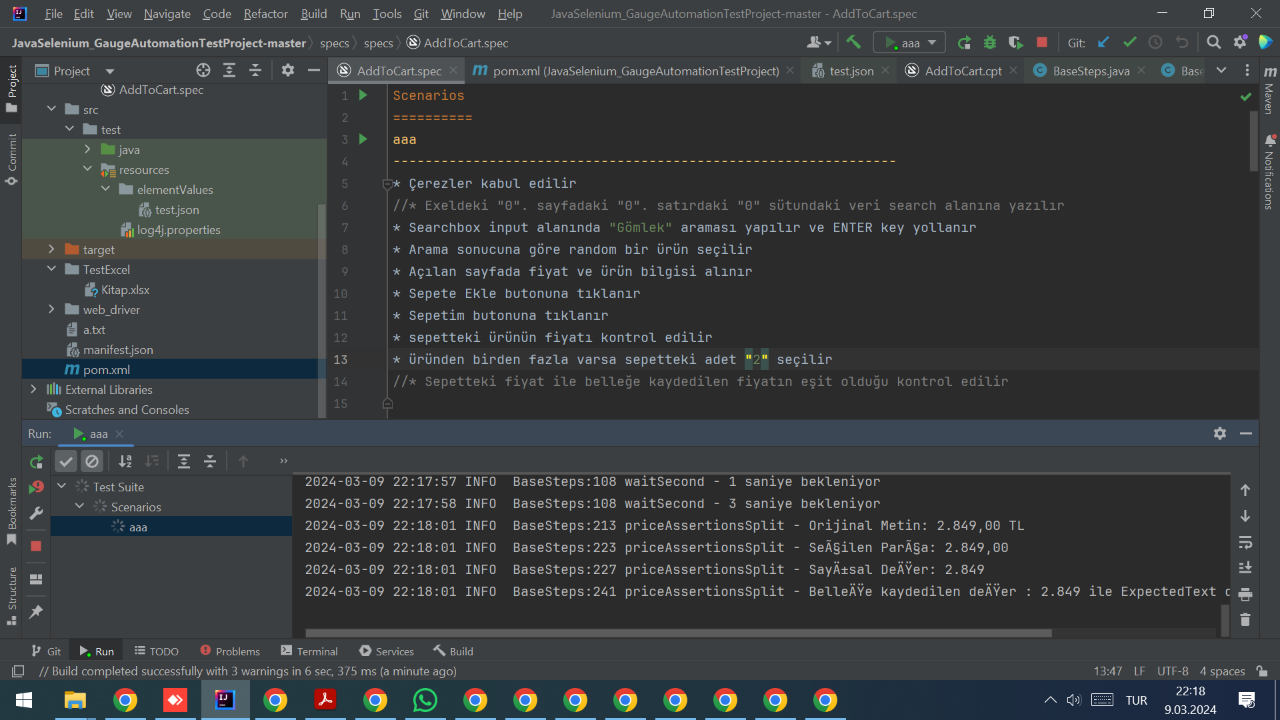 File Edit View Navigate Code Refactor Build Run Tools Git Window Help JavaSelenium_GaugeAutomationTestProject-master - AddToCart.spec
JavaSelenium_GaugeAutomationTestProject-master specs specs AddToCart.spec aaa Git:
Project
AddToCart.spec pom.xml (JavaSelenium_GaugeAutomationTestProject) test.json AddToCart.cpt BaseSteps.java Base
Project
Commit
Bookmarks
Structure
Maven
Notifications
AddToCart.spec
src
test
java
resources
elementValues
test.json
log4j.properties
target
TestExcel
Kitap.xlsx
web_driver
a.txt
manifest.json
pom.xml
External Libraries
Scratches and Consoles
1 Scenarios
2 ==========
3 aaa
4 ---------------------------------------------------------------
5 * Çerezler kabul edilir
6 //* Exeldeki "0". sayfadaki "0". satırdaki "0" sütundaki veri search alanına yazılır
7 * Searchbox input alanında "Gömlek" araması yapılır ve ENTER key yollanır
8 * Arama sonucuna göre random bir ürün seçilir
9 * Açılan sayfada fiyat ve ürün bilgisi alınır
10 * Sepete Ekle butonuna tıklanır
11 * Sepetim butonuna tıklanır
12 * sepetteki ürünün fiyatı kontrol edilir
13 * üründen birden fazla varsa sepetteki adet "2" seçilir
14 //* Sepetteki fiyat ile belleğe kaydedilen fiyatın eşit olduğu kontrol edilir
15
Run: aaa
Test Suite
Scenarios
aaa
2024-03-09 22:17:57 INFO BaseSteps:108 waitSecond - 1 saniye bekleniyor
2024-03-09 22:17:58 INFO BaseSteps:108 waitSecond - 3 saniye bekleniyor
2024-03-09 22:18:01 INFO BaseSteps:213 priceAssertionsSplit - Orijinal Metin: 2.849,00 TL
2024-03-09 22:18:01 INFO BaseSteps:223 priceAssertionsSplit - SeÃ§ilen ParÃ§a: 2.849,00
2024-03-09 22:18:01 INFO BaseSteps:227 priceAssertionsSplit - SayÄ±sal DeÄŸer: 2.849
2024-03-09 22:18:01 INFO BaseSteps:241 priceAssertionsSplit - BelleÄŸe kaydedilen deÄŸer : 2.849 ile ExpectedText
Git Run TODO Problems Terminal Services Build
// Build completed successfully with 3 warnings in 6 sec, 375 ms (a minute ago) 13:47 LF UTF-8 4 spaces
TUR 22:18
9.03.2024